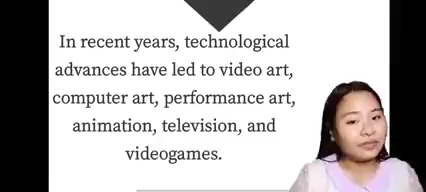 In recent years, technological
advances have led to video art,
computer art, performance art,
animation, television, and
videogames.